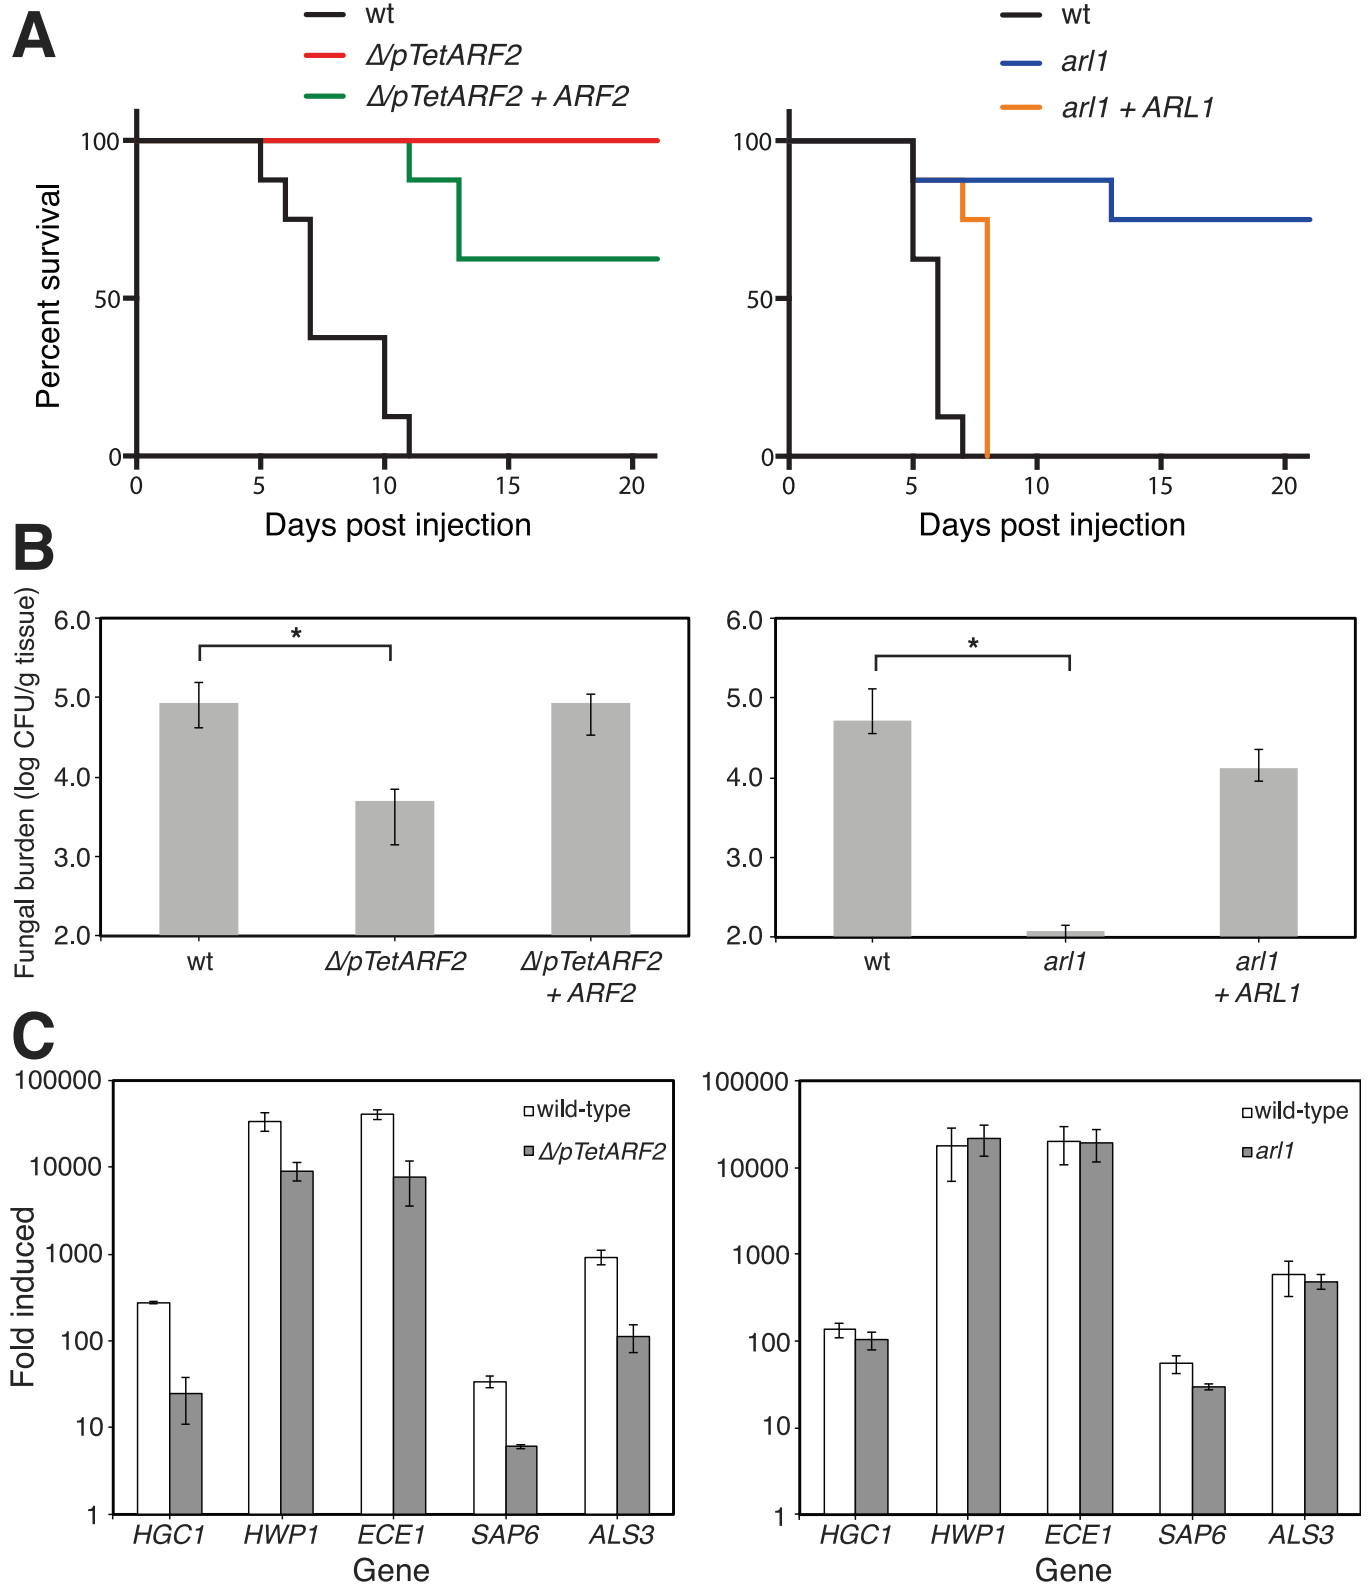 A
wt
Δ/pTetARF2
Δ/pTetARF2 + ARF2
wt
arl1
arl1 + ARL1
Percent survival
100
50
0
0 5 10 15 20
Days post injection
100
50
0
0 5 10 15 20
Days post injection
B
Fungal burden (log CFU/g tissue)
6.0
5.0
4.0
3.0
2.0
*
wt Δ/pTetARF2 Δ/pTetARF2
+ ARF2
6.0
5.0
4.0
3.0
2.0
*
wt arl1 arl1
+ ARL1
C
Fold induced
100000
10000
1000
100
10
1
wild-type
Δ/pTetARF2
HGC1 HWP1 ECE1 SAP6 ALS3
Gene
100000
10000
1000
100
10
1
wild-type
arl1
HGC1 HWP1 ECE1 SAP6 ALS3
Gene